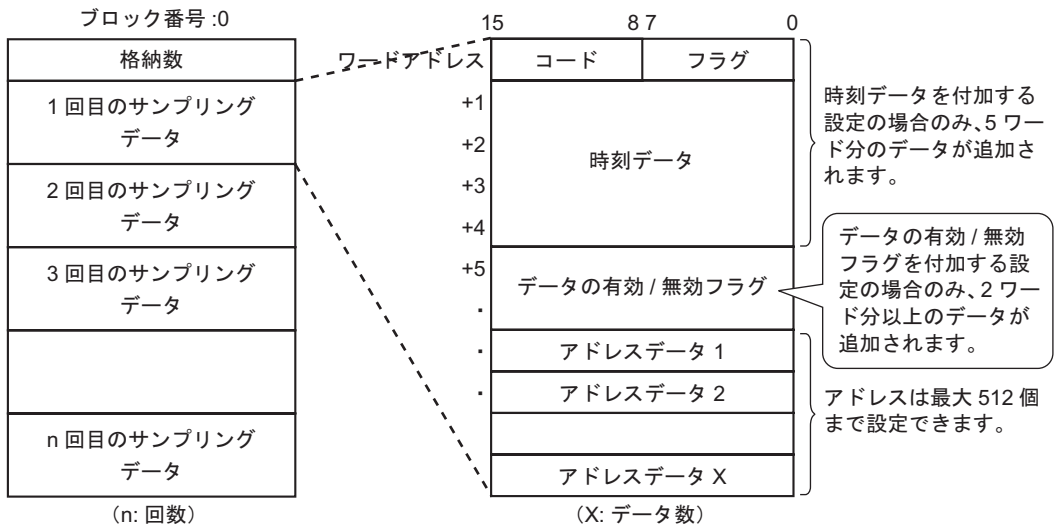 ブロック番号 :0
格納数
1 回目のサンプリング
データ
2 回目のサンプリング
データ
3 回目のサンプリング
データ
n 回目のサンプリング
データ
(n: 回数)
15 8 7 0
ワードアドレス
コード
フラグ
+1
+2
+3
+4
+5
時刻データ
データの有効 / 無効フラグ
アドレスデータ 1
アドレスデータ 2
アドレスデータ X
(X: データ数)
時刻データを付加する
設定の場合のみ、5 ワー
ド分のデータが追加さ
れます。
データの有効 / 無効
フラグを付加する設
定の場合のみ、2 ワー
ド分以上のデータが
追加されます。
アドレスは最大 512 個
まで設定できます。